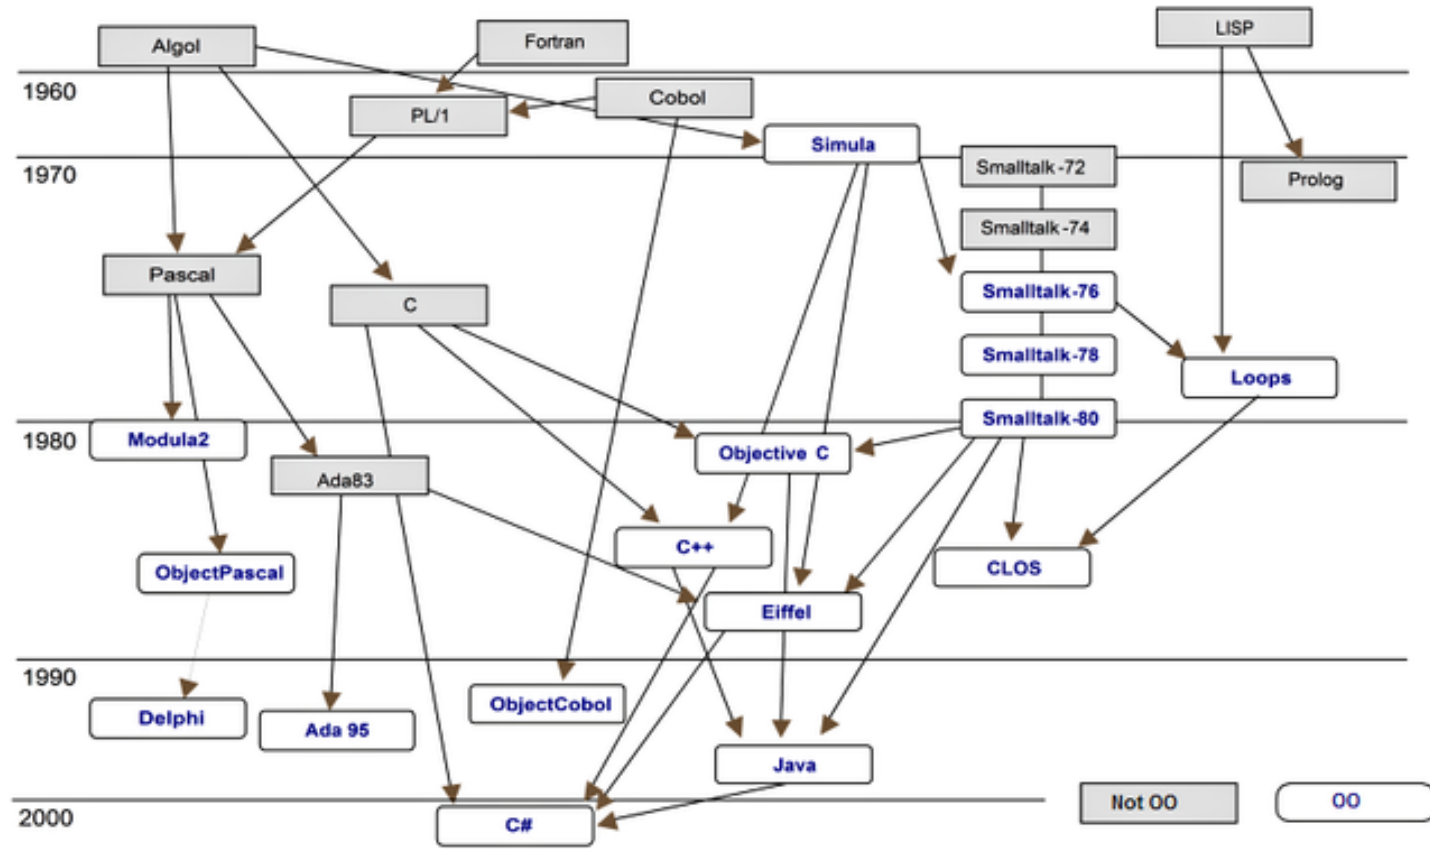 Algol
Fortran
LISP
1960
PL/1
Cobol
Simula
1970
Smalltalk-72
Prolog
Smalltalk-74
Pascal
C
Smalltalk-76
Smalltalk-78
Loops
Smalltalk-80
1980
Modula2
Objective C
Ada83
C++
ObjectPascal
CLOS
Eiffel
1990
Delphi
Ada 95
ObjectCobol
Java
Not OO
OO
2000
C#